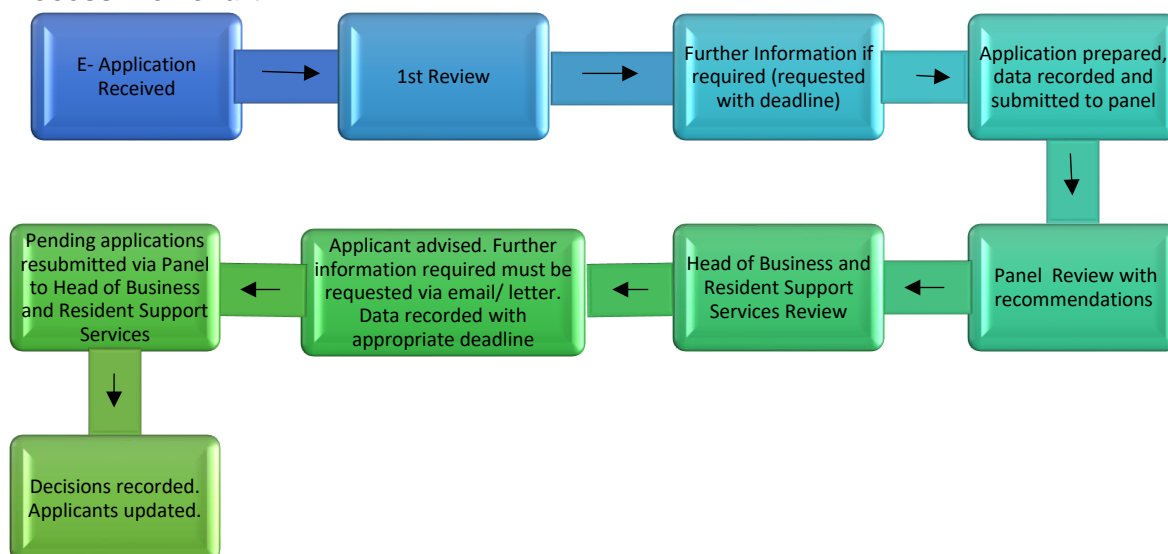 E- Application
Received
1st Review
Further Information if
required (requested
with deadline)
Application prepared,
data recorded and
submitted to panel
Panel Review with
recommendations
Head of Business and
Resident Support
Services Review
Applicant advised. Further
information required must be
requested via email/ letter.
Data recorded with
appropriate deadline
Pending applications
resubmitted via Panel
to Head of Business
and Resident Support
Services
Decisions recorded.
Applicants updated.